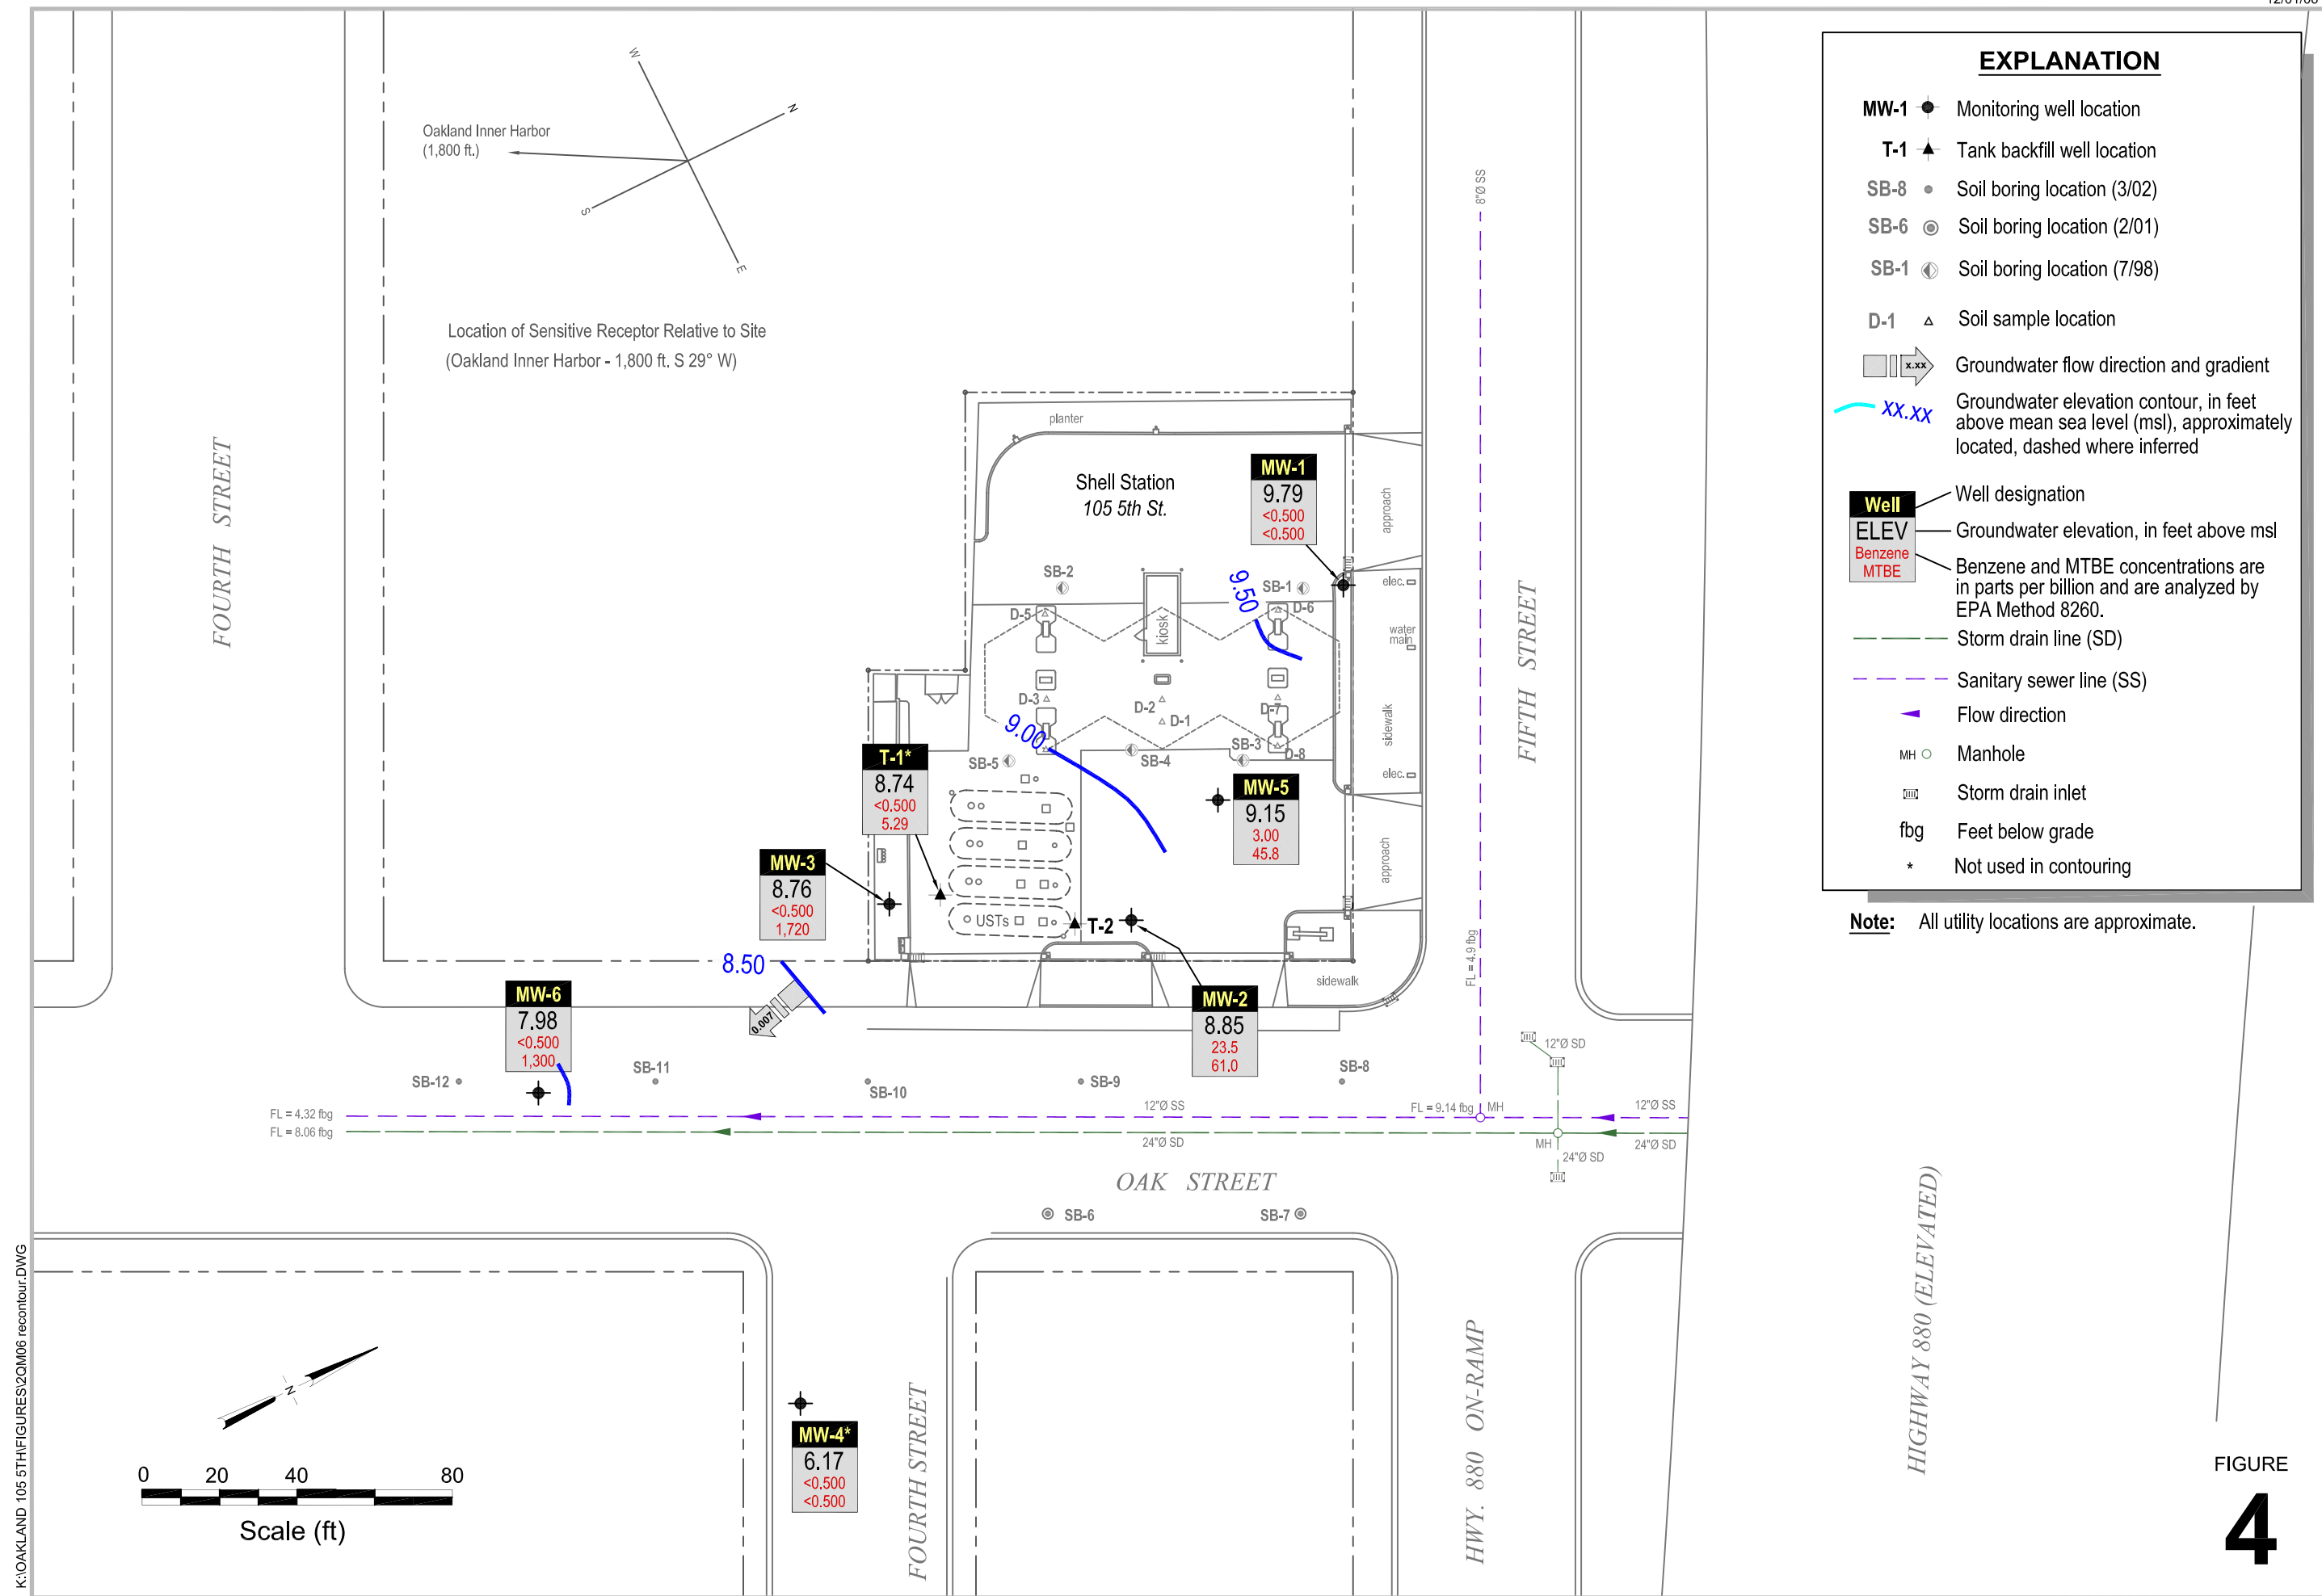 EXPLANATION
MW-1 Monitoring well location
T-1 Tank backfill well location
SB-8 Soil boring location (3/02)
SB-6 Soil boring location (2/01)
SB-1 Soil boring location (7/98)
D-1 Soil sample location
x.xx Groundwater flow direction and gradient
XX.XX Groundwater elevation contour, in feet
above mean sea level (msl), approximately
located, dashed where inferred
Well Well designation
ELEV Groundwater elevation, in feet above msl
Benzene
MTBE
Benzene and MTBE concentrations are
in parts per billion and are analyzed by
EPA Method 8260.
Storm drain line (SD)
Sanitary sewer line (SS)
Flow direction
MH Manhole
Storm drain inlet
fbg Feet below grade
* Not used in contouring
Note: All utility locations are approximate.
W
N
S
E
Oakland Inner Harbor
(1,800 ft.)
Location of Sensitive Receptor Relative to Site
(Oakland Inner Harbor - 1,800 ft. S 29° W)
FOURTH STREET
8"Ø SS
planter
Shell Station
105 5th St.
MW-1
9.79
<0.500
<0.500
approach
SB-2
9.50
SB-1
elec.
D-5
D-6
kiosk
water
main
FIFTH STREET
D-3
D-2
D-1
D-7
sidewalk
9.00
SB-5
SB-4
SB-3
D-8
elec.
T-1*
8.74
<0.500
5.29
MW-5
9.15
3.00
45.8
approach
MW-3
8.76
<0.500
1,720
USTs
T-2
8.50
0.007
sidewalk
FL = 4.9 fbg
MW-6
7.98
<0.500
1,300
MW-2
8.85
23.5
61.0
SB-12
SB-11
SB-10
SB-9
SB-8
12"Ø SD
FL = 4.32 fbg
12"Ø SS
FL = 9.14 fbg
MH
12"Ø SS
FL = 8.06 fbg
24"Ø SD
MH
24"Ø SD
24"Ø SD
OAK STREET
SB-6
SB-7
HIGHWAY 880 (ELEVATED)
HWY. 880 ON-RAMP
FOURTH STREET
MW-4*
6.17
<0.500
<0.500
N
0 20 40 80
Scale (ft)
K:\OAKLAND 105 5TH\FIGURES\2QM06 recontour.DWG
FIGURE
4